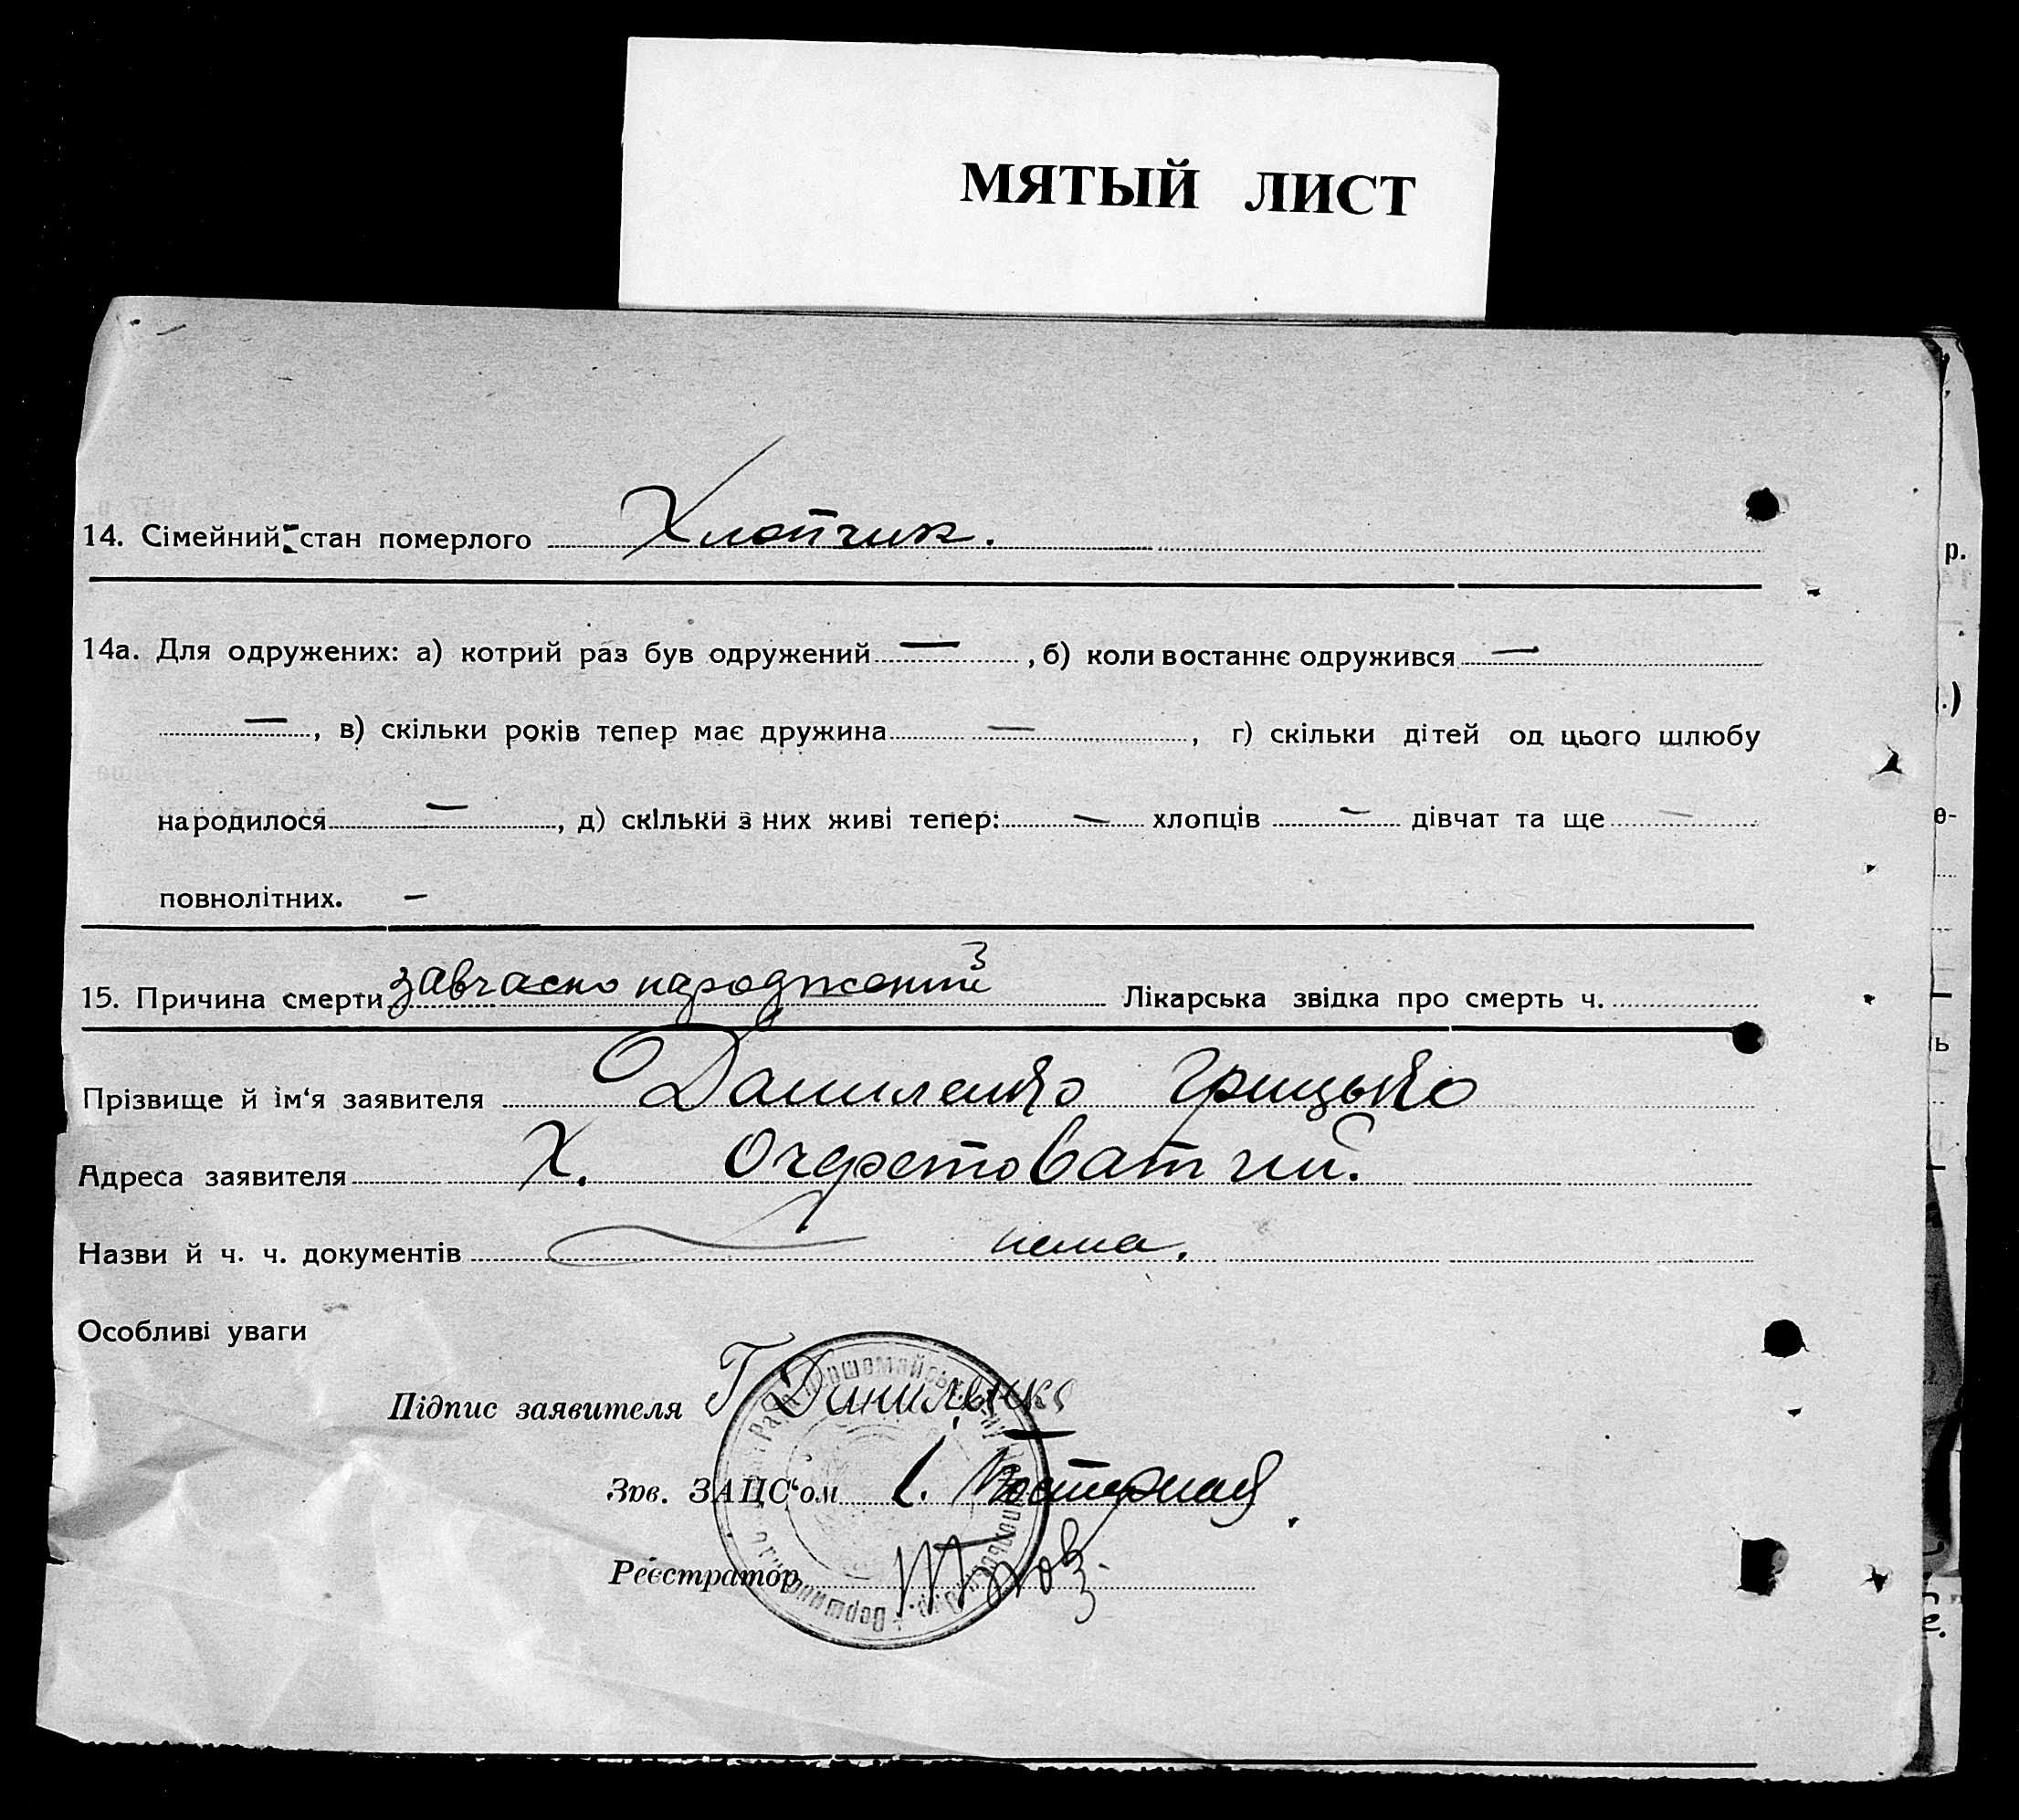 МЯТЫЙ ЛИСТ
14. Сімейний стан померлого Хлопчик.
р.
14а. Для одружених: а) котрий раз був одружений — , б) коли востаннє одружився —
.)
—, в) скільки років тепер має дружина — , г) скільки дітей од цього шлюбу
народилося — , д) скільки з них живі тепер: — хлопців — дівчат та ще —
повнолітних. —
15. Причина смерти завчасно народжений 3 Лікарська звідка про смерть ч.
ь
Прізвище й ім‘я заявителя Даниленко Грицько
Адреса заявителя Х. Очеретоватий.
Назви й ч. ч. документів нема.
Особливі уваги
Підпис заявителя Г Даниленко
Зав. ЗАЦС‘ом
Реєстратор